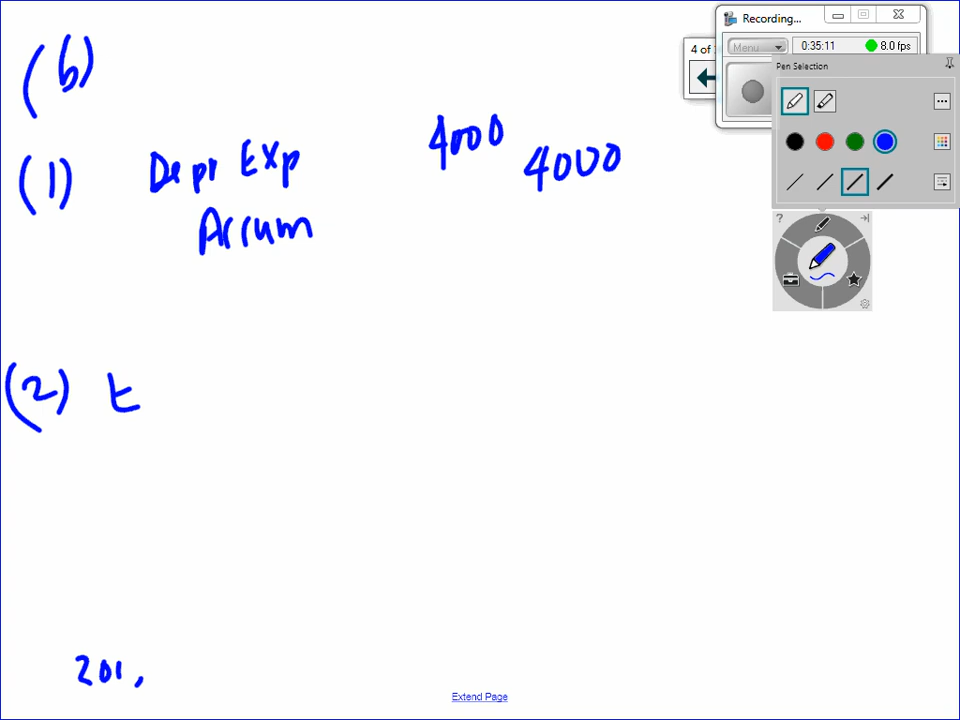 (b)
(1) Depr Exp 4000
Accum 4000
(2) E
201,
Extend Page
Recording...
Menu 0:35:11 8.0 fps
4 of
Pen Selection
?